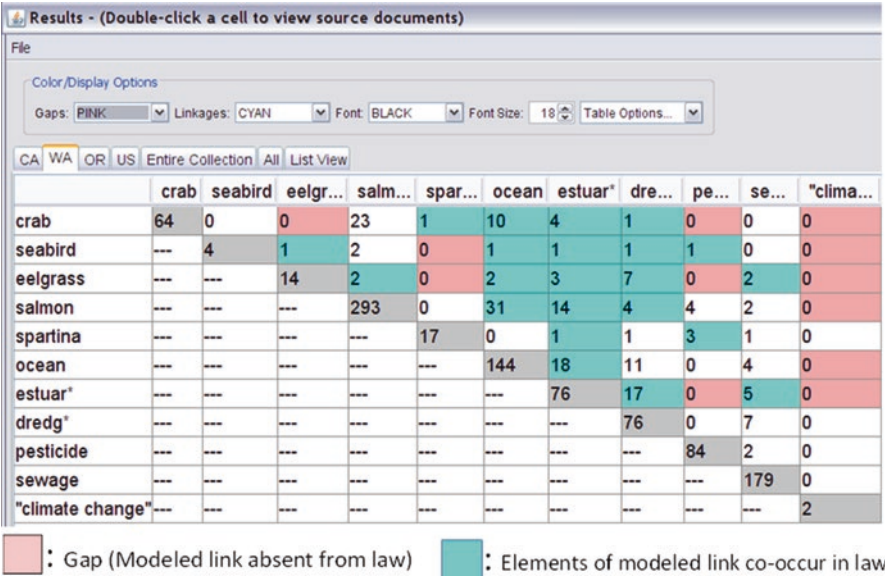 Results - (Double-click a cell to view source documents)
File
Color/Display Options
Gaps: PINK Linkages: CYAN Font: BLACK Font Size: 18 Table Options...
CA WA OR US Entire Collection All List View
crab seabird eelgr... salm... spar... ocean estuar* dre... pe... se... "clima...
crab 64 0 0 23 1 10 4 1 0 0 0
seabird --- 4 1 2 0 1 1 1 1 0 0
eelgrass --- --- 14 2 0 2 3 7 0 2 0
salmon --- --- --- 293 0 31 14 4 4 2 0
spartina --- --- --- --- 17 0 1 1 3 1 0
ocean --- --- --- --- --- 144 18 11 0 4 0
estuar* --- --- --- --- --- --- 76 17 0 5 0
dredg* --- --- --- --- --- --- --- 76 0 7 0
pesticide --- --- --- --- --- --- --- --- 84 2 0
sewage --- --- --- --- --- --- --- --- --- 179 0
"climate change" --- --- --- --- --- --- --- --- --- --- 2
: Gap (Modeled link absent from law) : Elements of modeled link co-occur in law